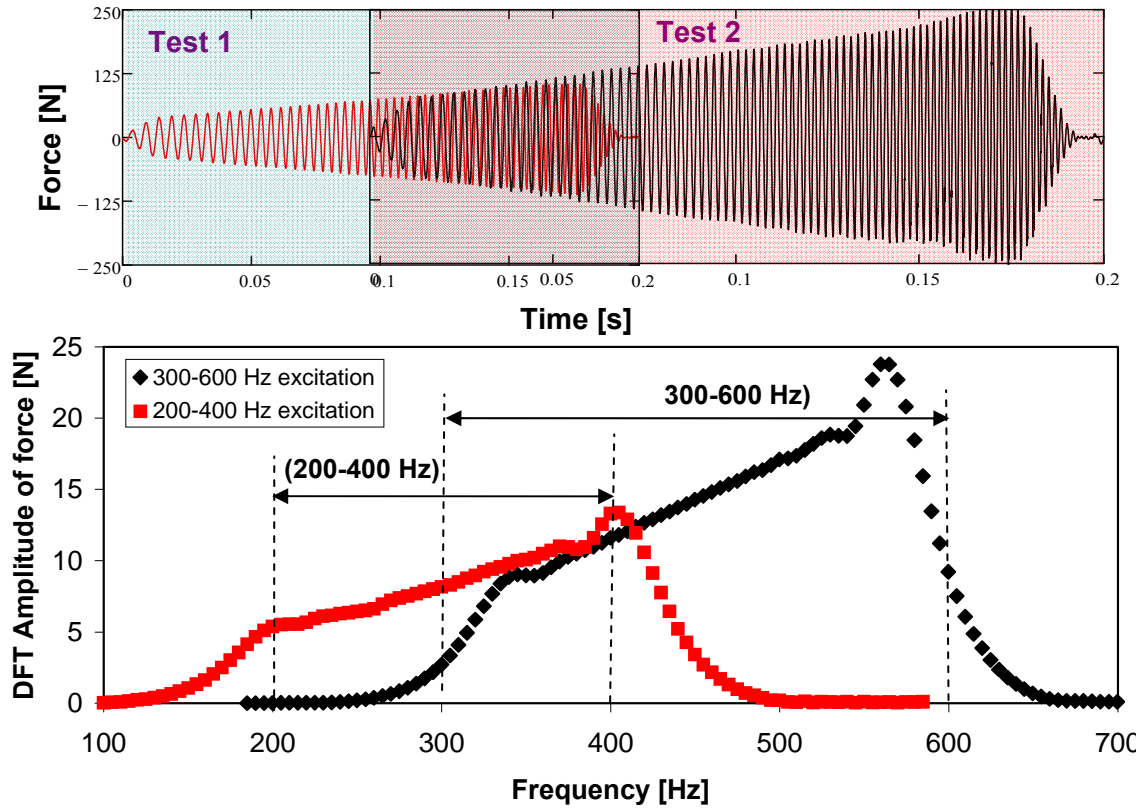 250
125
0
−125
−250
Force [N]
Test 1
Test 2
0 0.05 0.1 0 0.15 0.05 0.2 0.1 0.15 0.2
Time [s]
25
20
15
10
5
0
DFT Amplitude of force [N]
300-600 Hz excitation
200-400 Hz excitation
300-600 Hz)
(200-400 Hz)
100 200 300 400 500 600 700
Frequency [Hz]